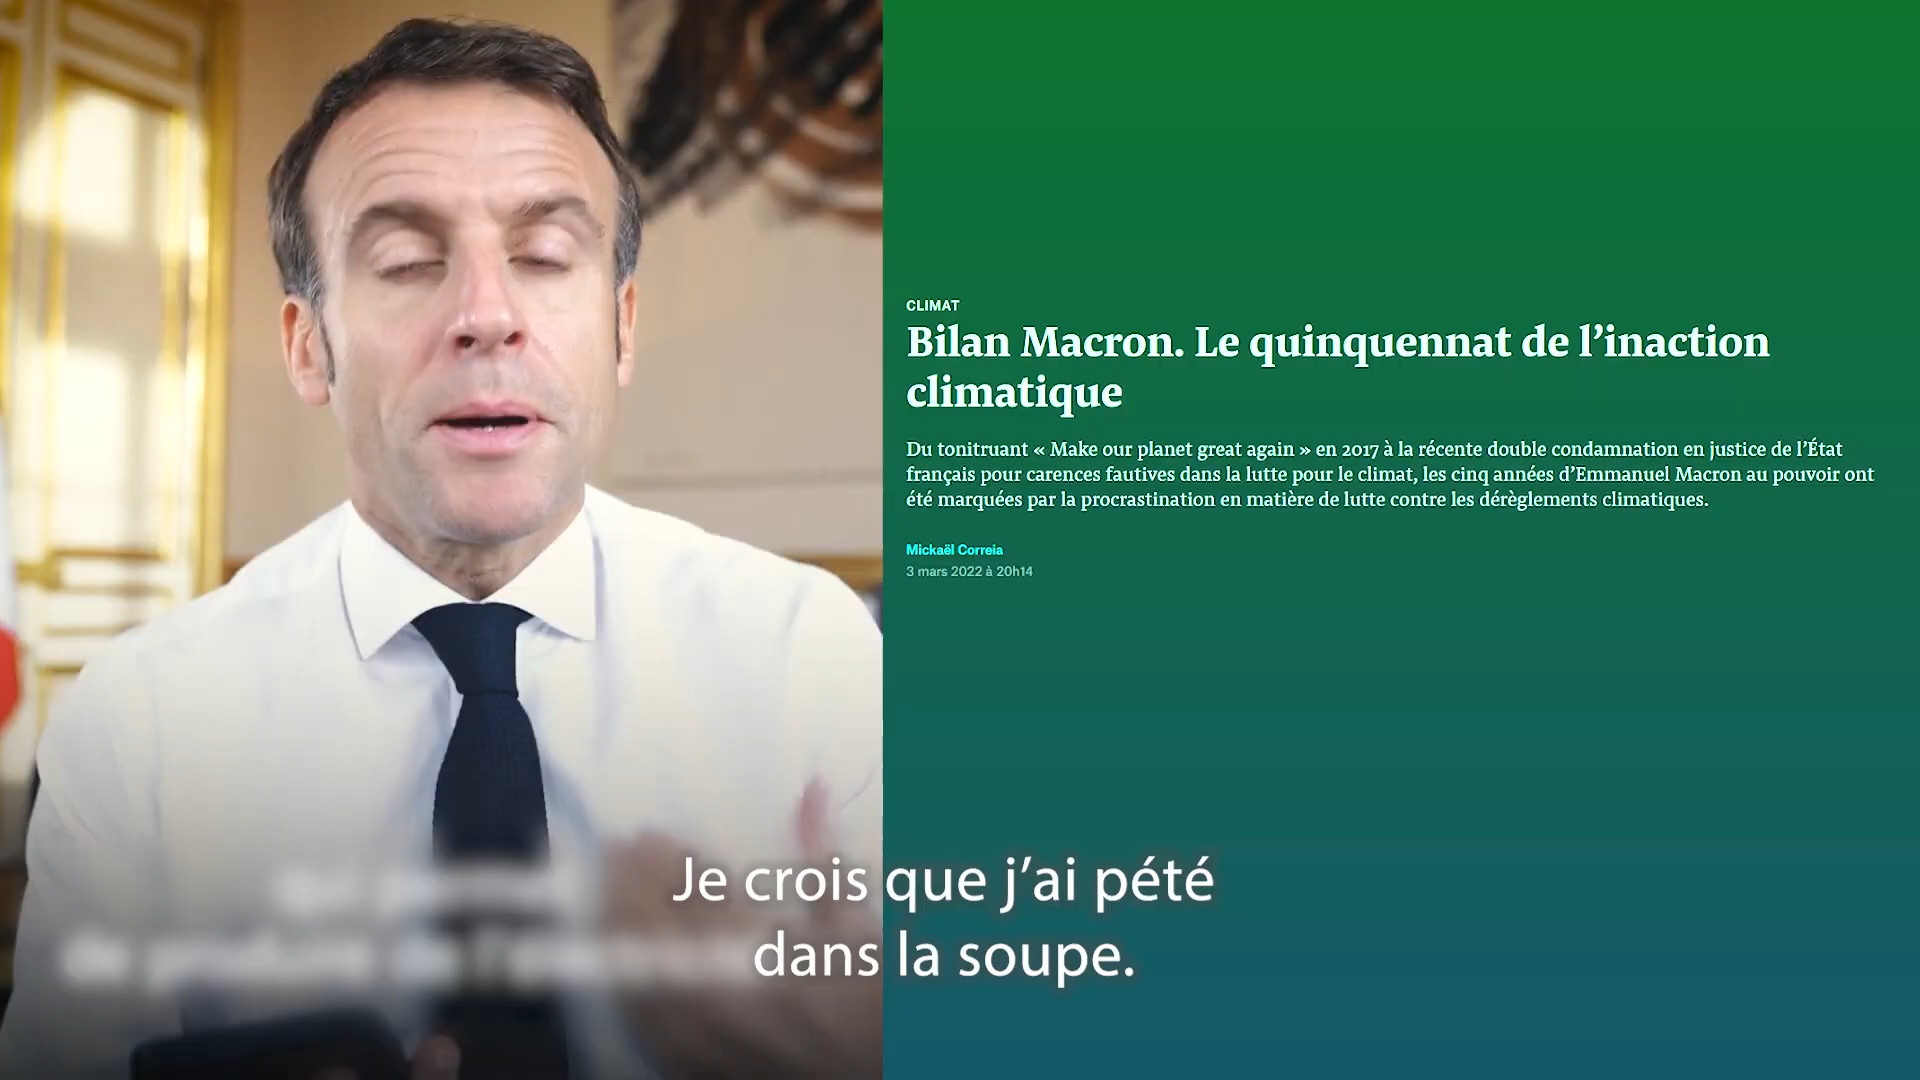 CLIMAT
Bilan Macron. Le quinquennat de l’inaction
climatique
Du tonitruant « Make our planet great again » en 2017 à la récente double condamnation en justice de l’État
français pour carences fautives dans la lutte pour le climat, les cinq années d’Emmanuel Macron au pouvoir ont
été marquées par la procrastination en matière de lutte contre les dérèglements climatiques.
Mickaël Correia
3 mars 2022 à 20h14
Je crois que j’ai pété
dans la soupe.